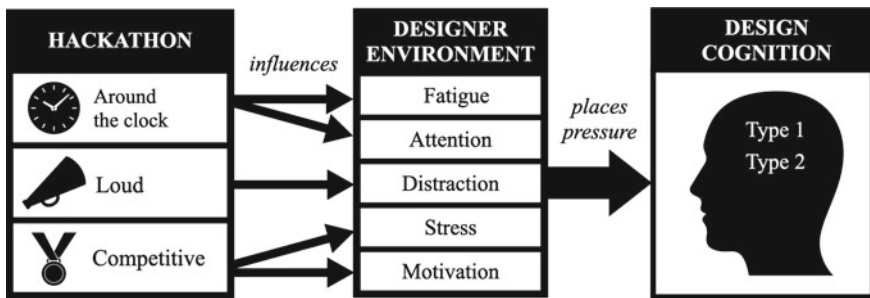 HACKATHON
Around
the clock
Loud
Competitive
influences
DESIGNER
ENVIRONMENT
Fatigue
Attention
Distraction
Stress
Motivation
places
pressure
DESIGN
COGNITION
Type 1
Type 2